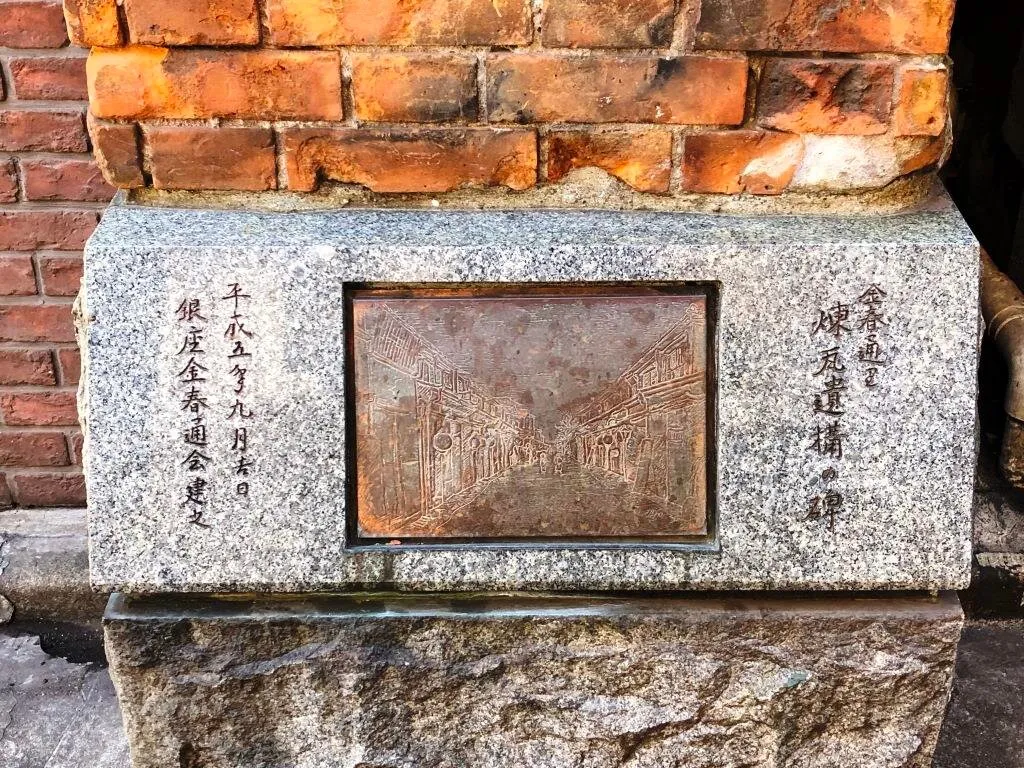 金春通り
煉瓦遺構の碑
平成五年九月吉日
銀座金春通会建之